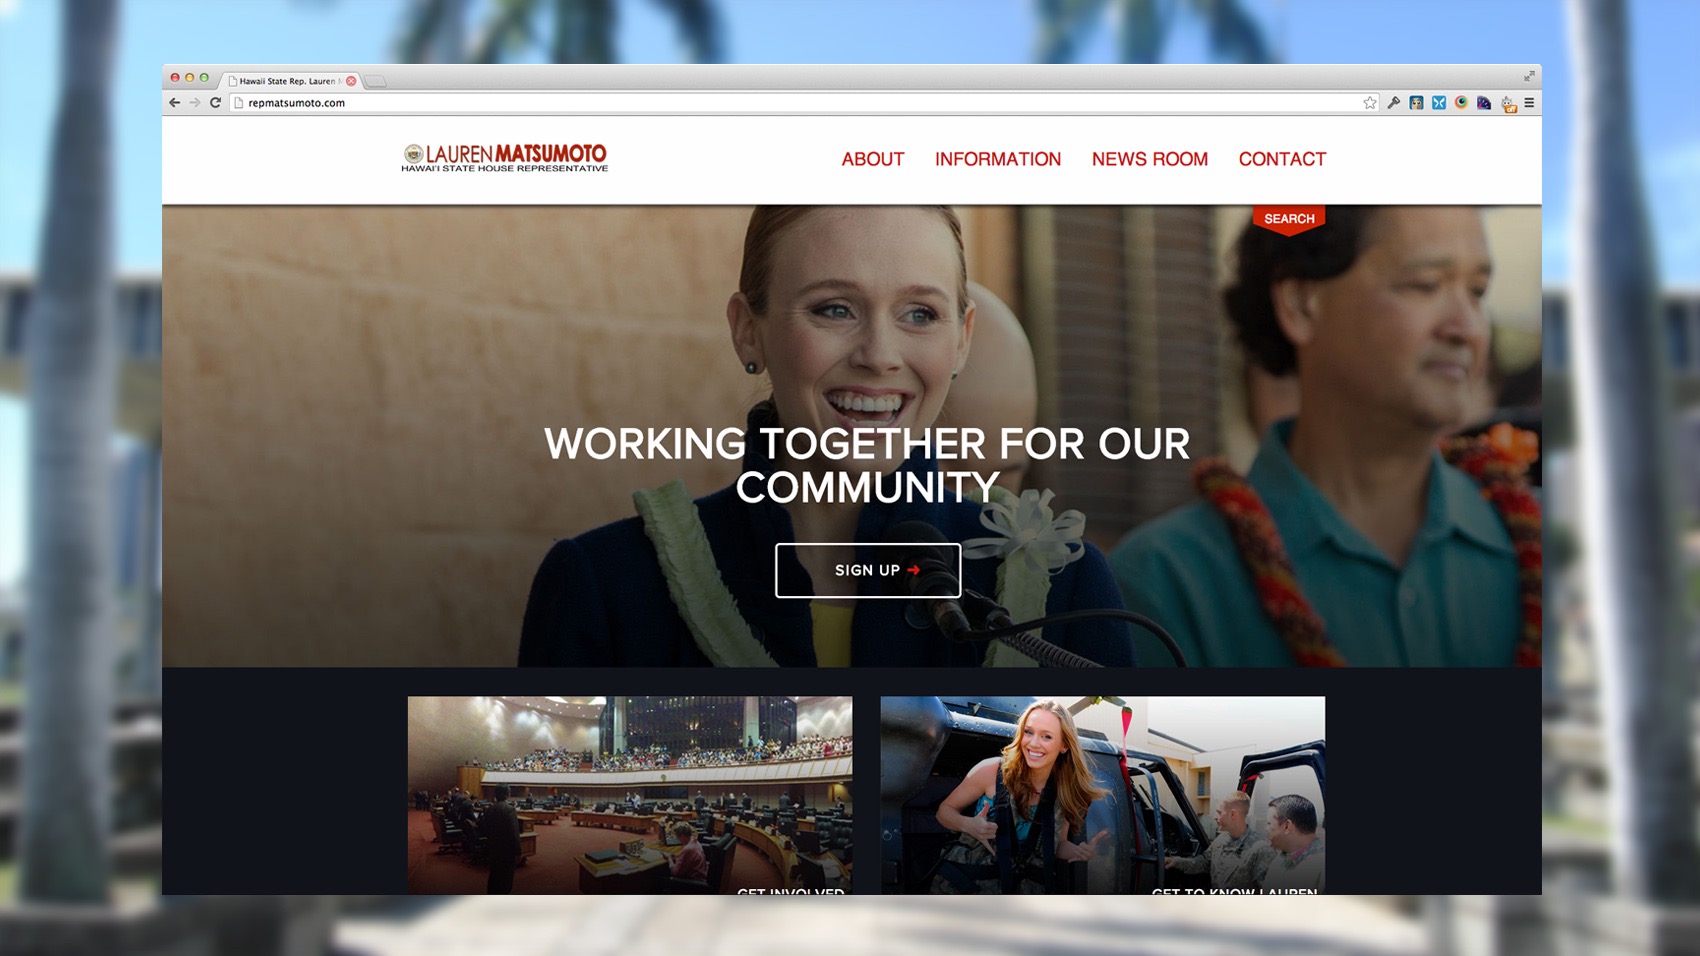 Hawaii State Rep. Lauren
repmatsumoto.com
LAUREN MATSUMOTO
HAWAI'I STATE HOUSE REPRESENTATIVE
ABOUT INFORMATION NEWS ROOM CONTACT
SEARCH
WORKING TOGETHER FOR OUR
COMMUNITY
SIGN UP
GET INVOLVED
GET TO KNOW LAUREN